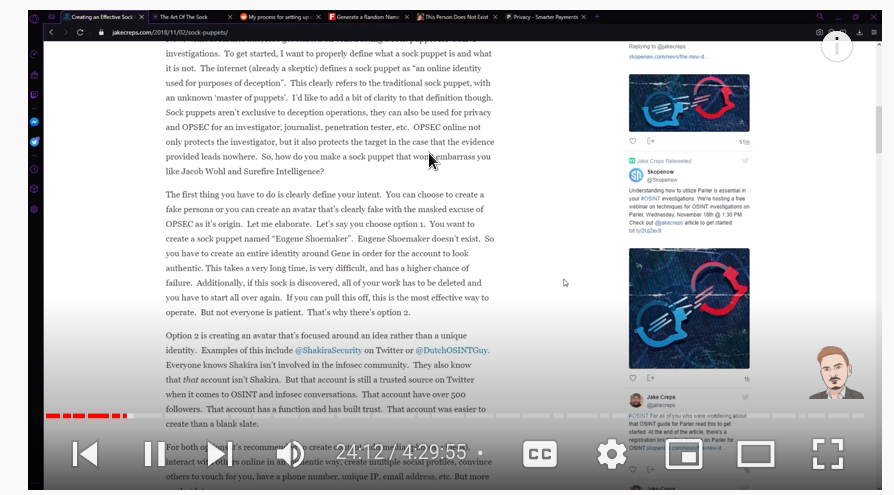 Creating an Effective Sock
The Art Of The Sock
My process for setting up
Generate a Random Nam
This Person Does Not Exist
Privacy - Smarter Payments
jakecreps.com/2018/11/02/sock-puppets/
investigations. To get started, I want to properly define what a sock puppet is and what
it is not. The internet (already a skeptic) defines a sock puppet as “an online identity
used for purposes of deception”. This clearly refers to the traditional sock puppet, with
an unknown ‘master of puppets’. I’d like to add a bit of clarity to that definition though.
Sock puppets aren’t exclusive to deception operations, they can also be used for privacy
and OPSEC for an investigator, journalist, penetration tester, etc. OPSEC online not
only protects the investigator, but it also protects the target in the case that the evidence
provided leads nowhere. So, how do you make a sock puppet that won embarrass you
like Jacob Wohl and Surefire Intelligence?
The first thing you have to do is clearly define your intent. You can choose to create a
fake persona or you can create an avatar that’s clearly fake with the masked excuse of
OPSEC as it’s origin. Let me elaborate. Let’s say you choose option 1. You want to
create a sock puppet named “Eugene Shoemaker”. Eugene Shoemaker doesn’t exist. So
you have to create an entire identity around Gene in order for the account to look
authentic. This takes a very long time, is very difficult, and has a higher chance of
failure. Additionally, if this sock is discovered, all of your work has to be deleted and
you have to start all over again. If you can pull this off, this is the most effective way to
operate. But not everyone is patient. That’s why there’s option 2.
Option 2 is creating an avatar that’s focused around an idea rather than a unique
identity. Examples of this include @ShakiraSecurity on Twitter or @DutchOSINTGuy.
Everyone knows Shakira isn’t involved in the infosec community. They also know
that that account isn’t Shakira. But that account is still a trusted source on Twitter
when it comes to OSINT and infosec conversations. That account have over 500
followers. That account has a function and has built trust. That account was easier to
create than a blank slate.
For both
it’s recomme
to create
interact with
others online in an
way, create multiple social profiles, convince
others to vouch for you, have a phone number, unique IP, email address, etc. But more
Replying to @jakecreps
skopenow.com/news/the-new-d...
51m
Jake Creps Retweeted
Skopenow
@Skopenow
Understanding how to utilize Parler is essential in
your #OSINT investigations. We're hosting a free
webinar on techniques for OSINT investigations on
Parler, Wednesday, November 18th @ 1:30 PM
Check out @jakecreps article to get started:
1h
Jake Creps
@jakecreps
#OSINT For all of you who were wondering about
that OSINT guide for Parler read this to get
started. At the end of the article, there's a
registration
on Parler for
OSINT
24:12 / 4:29:55
CC